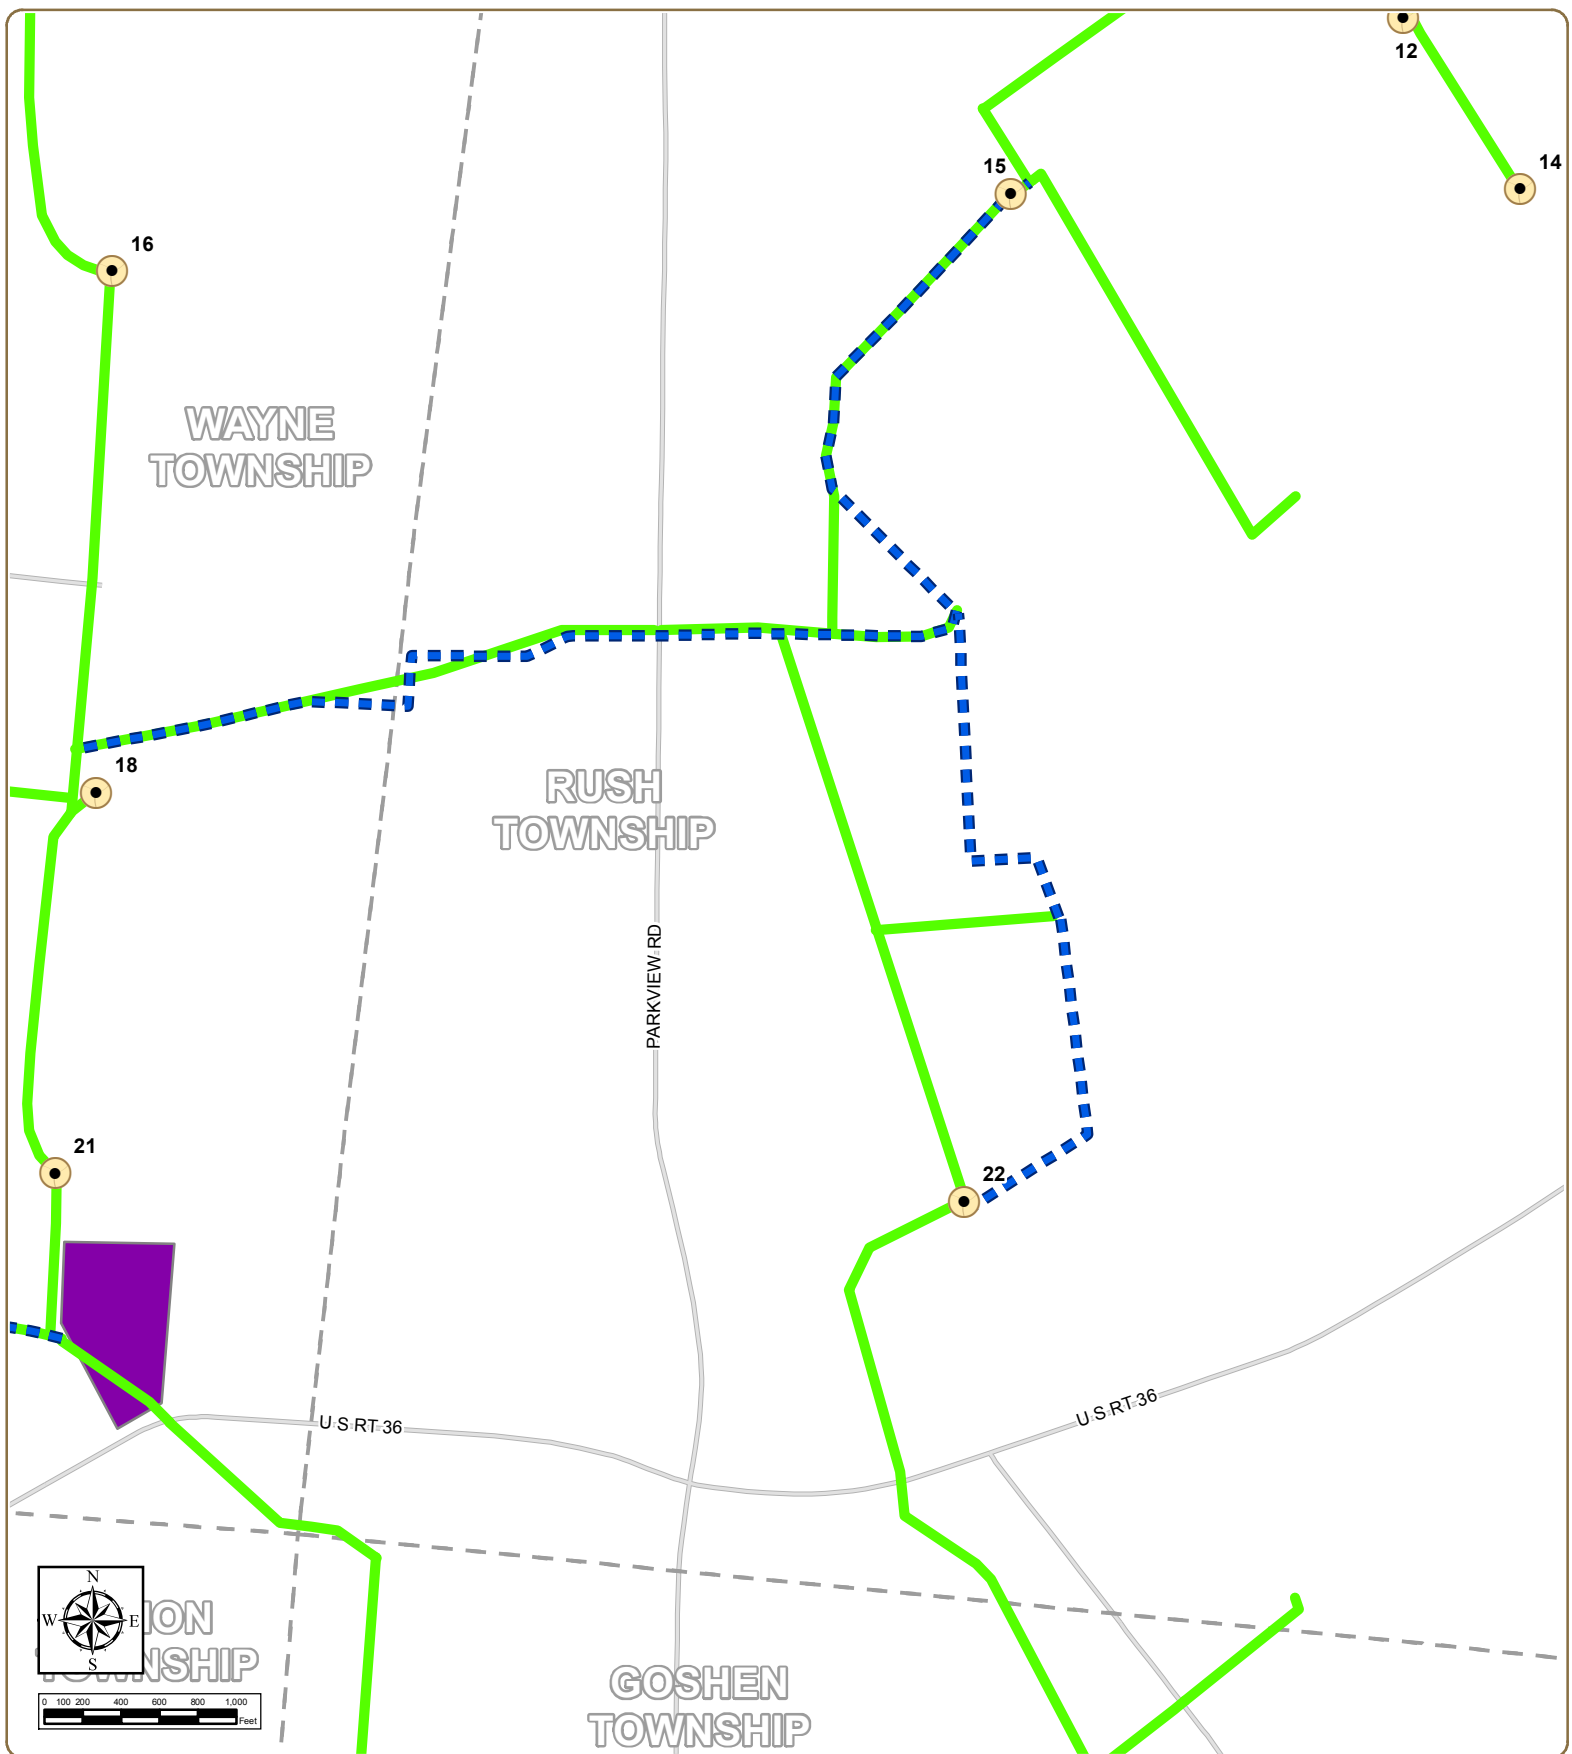 12
14
15
16
WAYNE
TOWNSHIP
18
RUSH
TOWNSHIP
PARKVIEW RD
21
22
U S RT 36
U S RT 36
N
W E
S
ION
TOWNSHIP
GOSHEN
TOWNSHIP
0 100 200 400 600 800 1,000
Feet